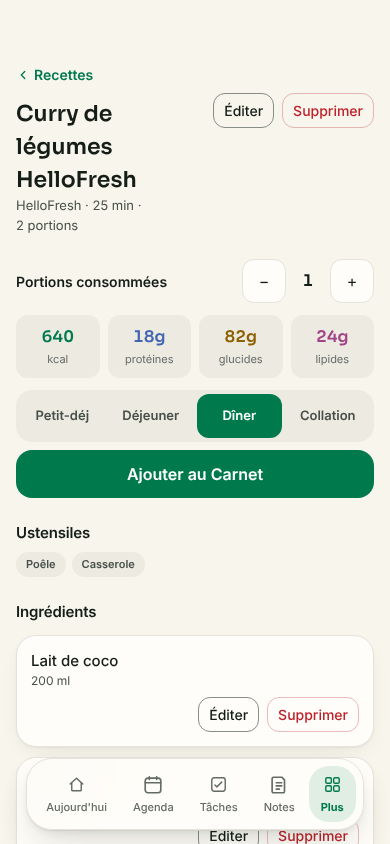 Recettes
Curry de
légumes
HelloFresh
Éditer
Supprimer
HelloFresh · 25 min ·
2 portions
Portions consommées
−
1
+
640
kcal
18g
protéines
82g
glucides
24g
lipides
Petit-déj
Déjeuner
Dîner
Collation
Ajouter au Carnet
Ustensiles
Poêle
Casserole
Ingrédients
Lait de coco
200 ml
Éditer
Supprimer
Aujourd'hui
Agenda
Tâches
Notes
Plus
Éditer
Supprimer